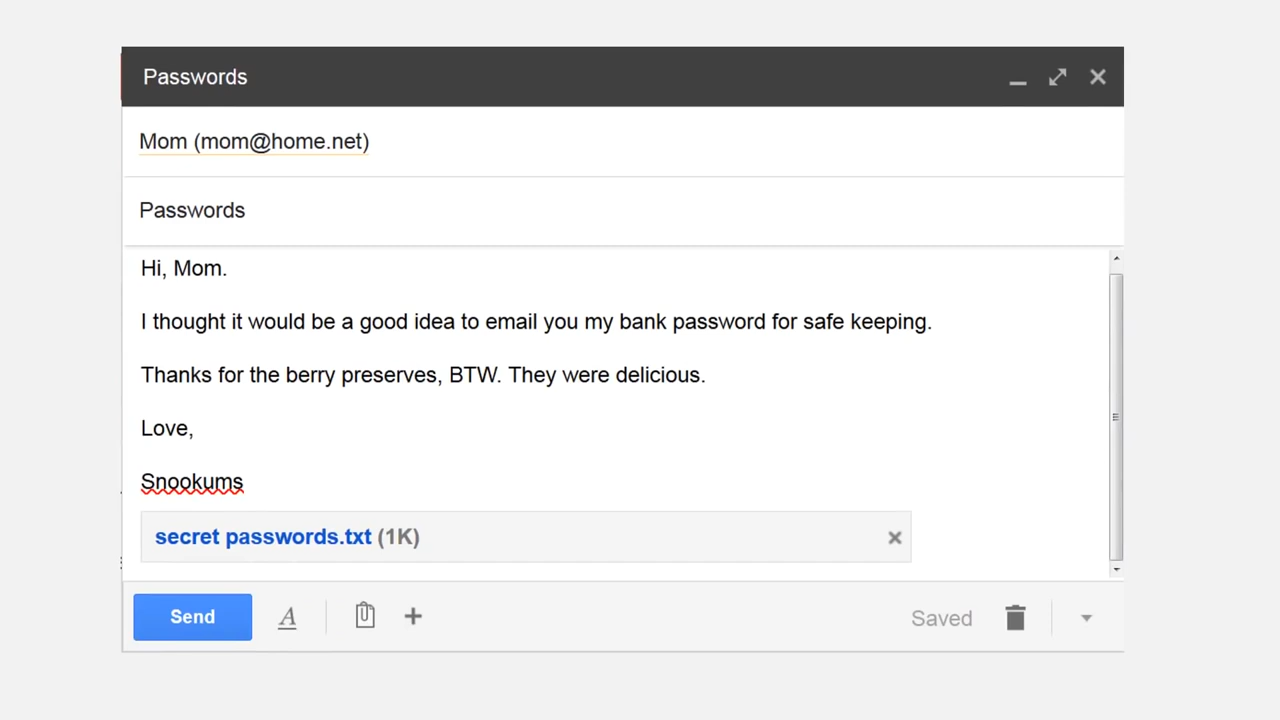 Passwords
Mom (mom@home.net)
Passwords
Hi, Mom.
I thought it would be a good idea to email you my bank password for safe keeping.
Thanks for the berry preserves, BTW. They were delicious.
Love,
Snookums
secret passwords.txt (1K)
Send A Saved